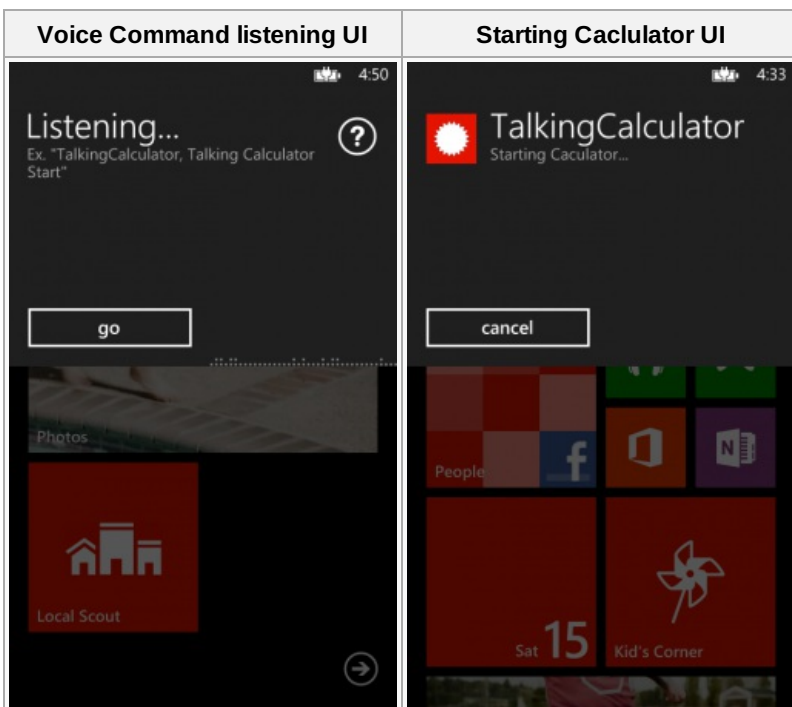 Voice Command listening UI
Starting Caclulator UI
4:50
Listening...
Ex. "TalkingCalculator, Talking Calculator
Start"
go
Photos
Local Scout
4:33
TalkingCalculator
Starting Caculator...
cancel
People
f
N
Sat 15
Kid's Corner